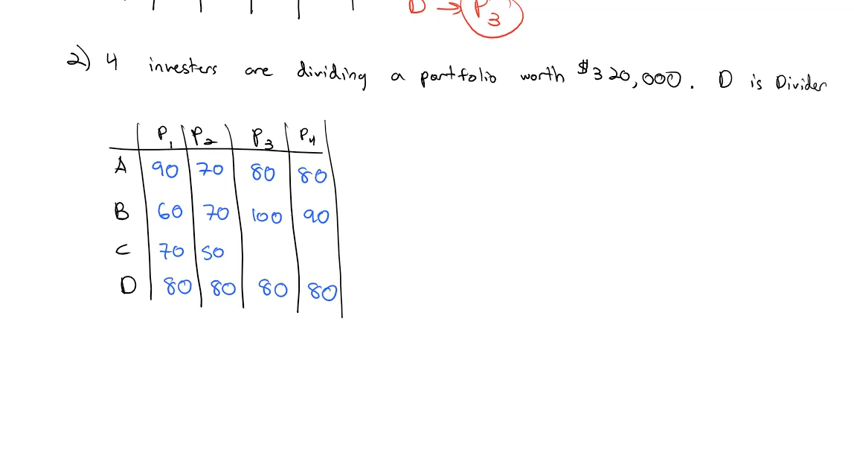 D → P3
2) 4 investers are dividing a portfolio worth $320,000. D is Divider
P1 P2 P3 P4
A 90 70 80 80
B 60 70 100 90
C 70 50
D 80 80 80 80